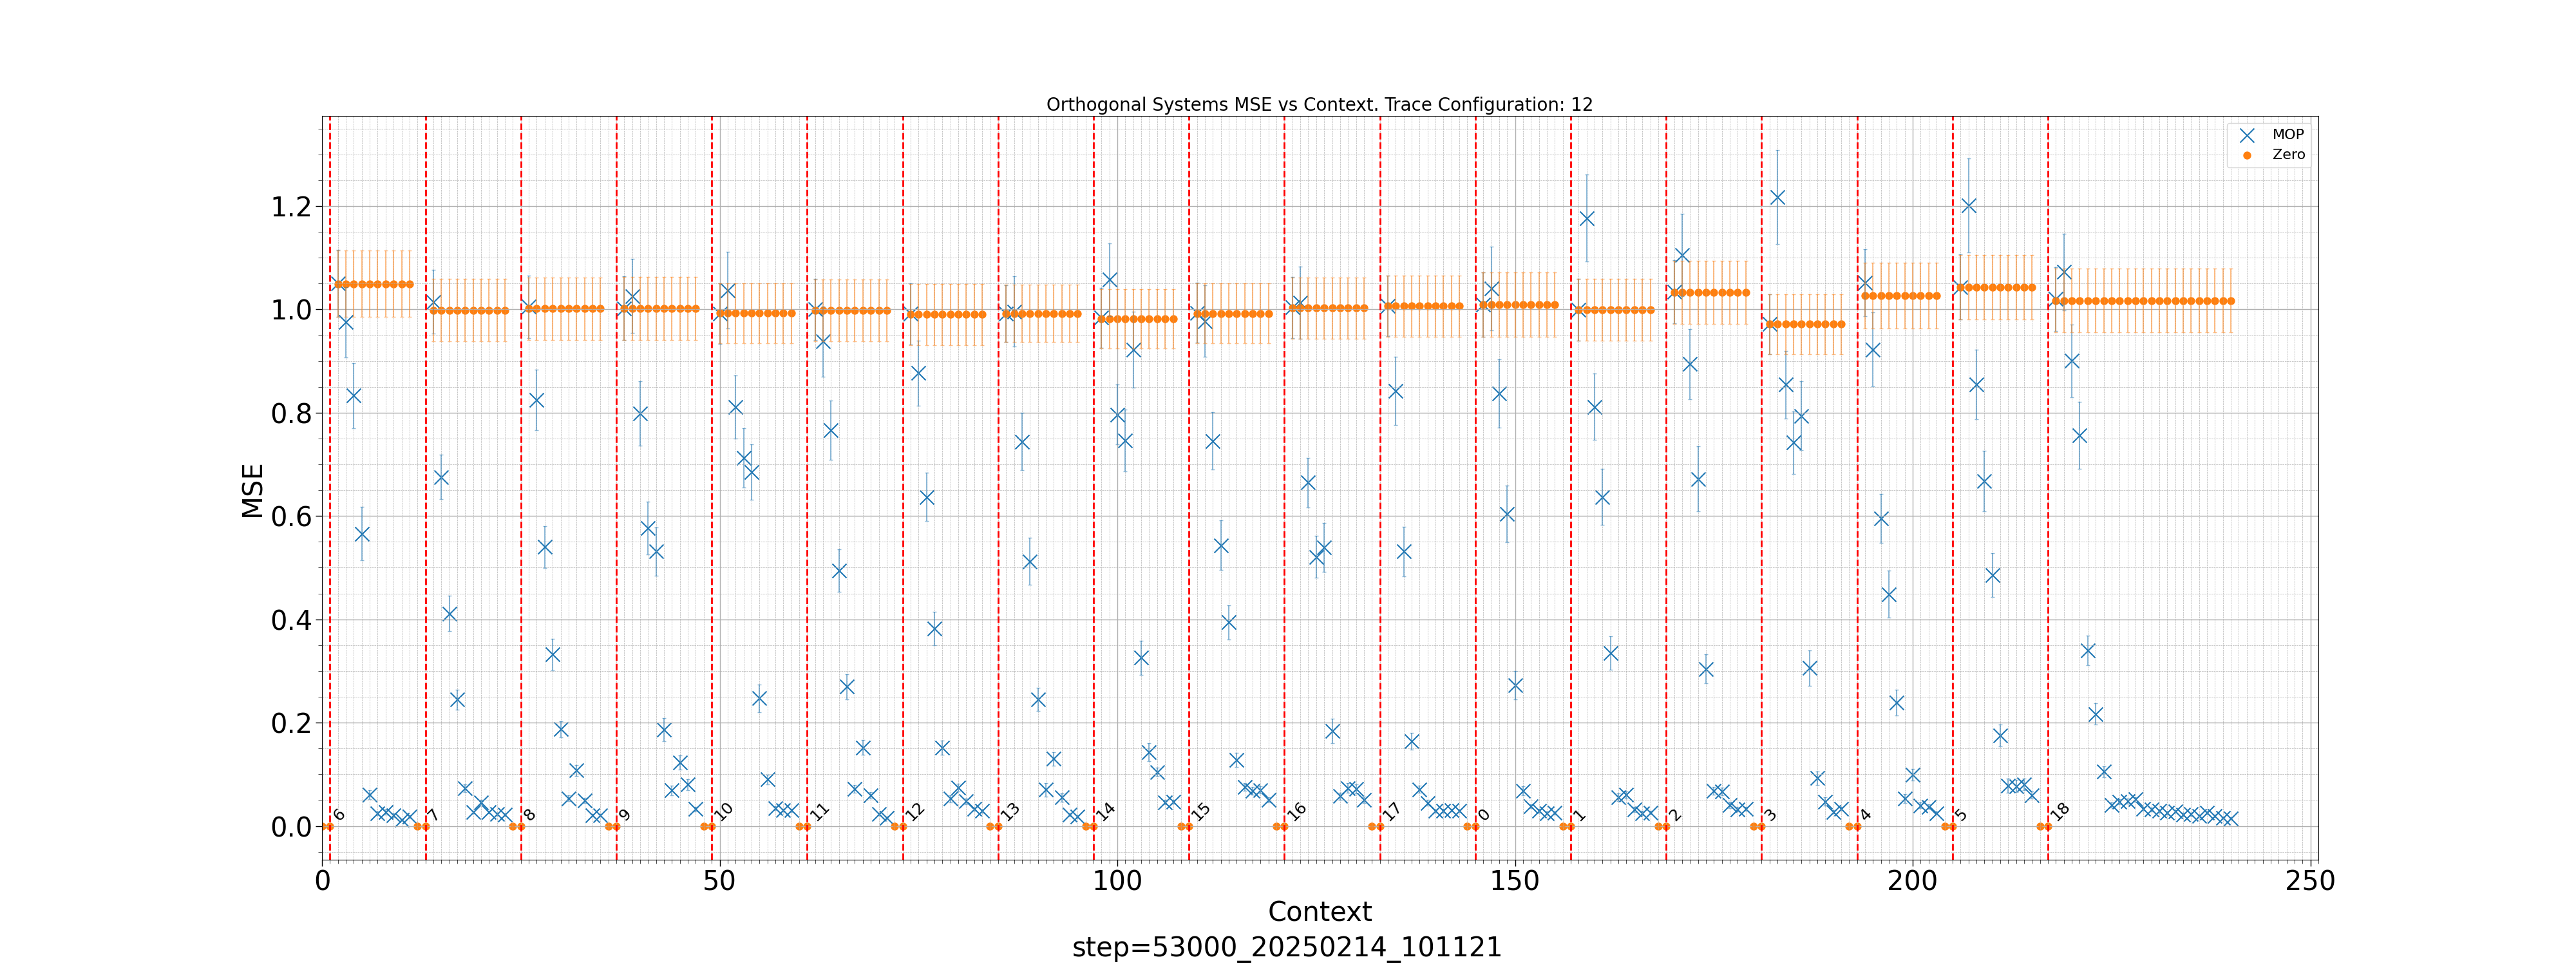 Orthogonal Systems MSE vs Context. Trace Configuration: 12
MOP
Zero
1.2
1.0
0.8
0.6
0.4
0.2
0.0
MSE
6 7 8 9 10 11 12 13 14 15 16 17 0 1 2 3 4 5 18
0 50 100 150 200 250
Context
step=53000_20250214_101121